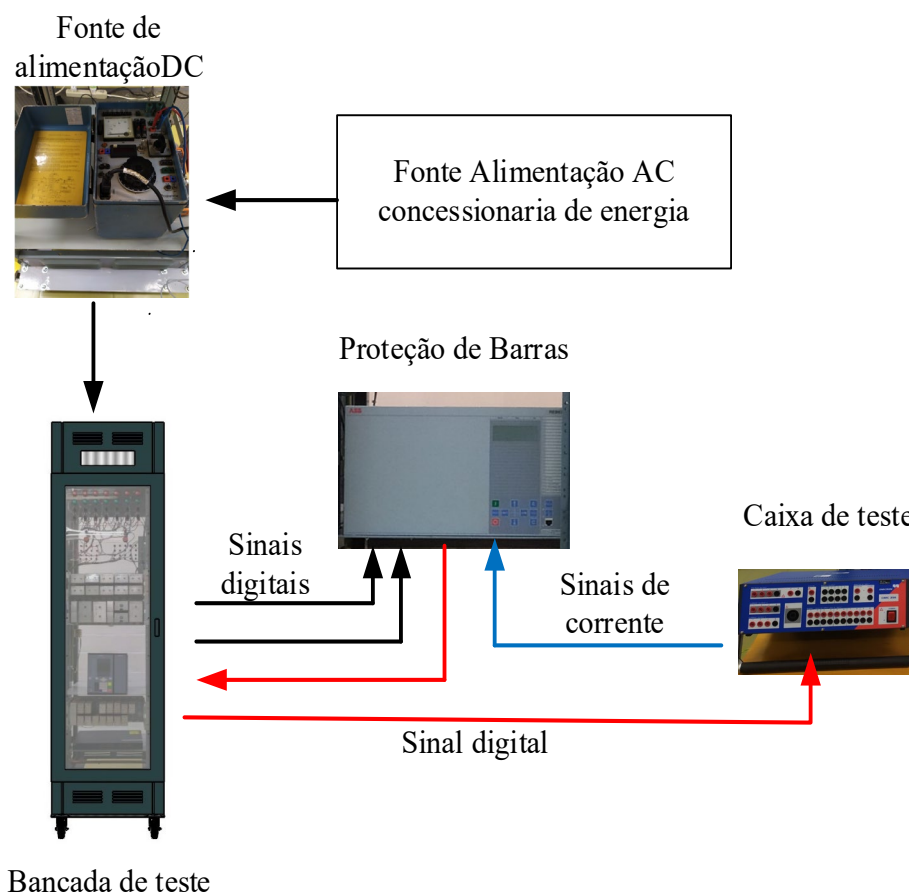 Fonte de
alimentaçãoDC
Fonte Alimentação AC
concessionaria de energia
Proteção de Barras
ABB
Caixa de teste
Sinais
digitais
Sinais de
corrente
Sinal digital
Bancada de teste